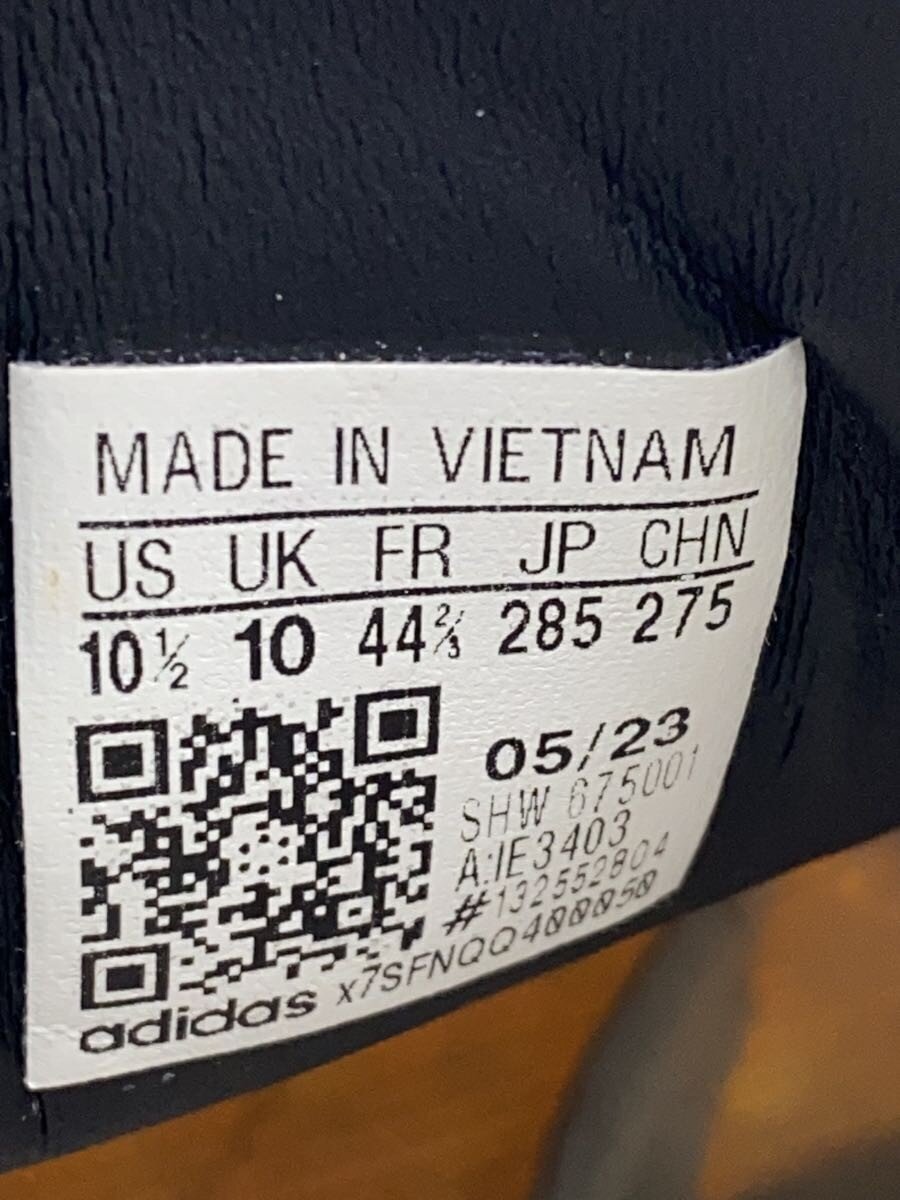 MADE IN VIETNAM
US UK FR JP CHN
10½ 10 44⅔ 285 275
05/23
SHW 675001
A:IE3403
#132552804
adidas x7SFNQQ400050